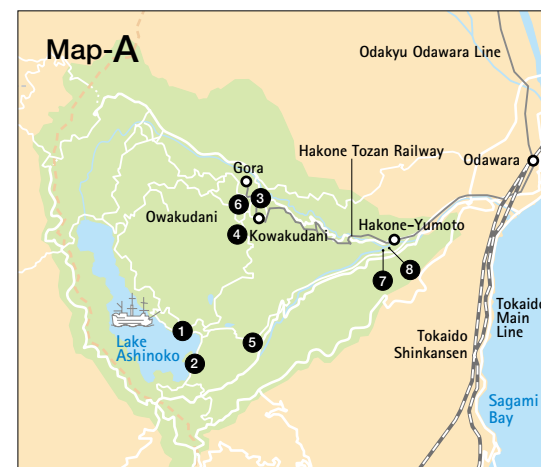 Map-A
Odakyu Odawara Line
Hakone Tozan Railway
Odawara
Gora
6
3
Owakudani
4
Kowakudani
Hakone-Yumoto
7
8
1
Lake
Ashinoko
2
5
Tokaido
Shinkansen
Tokaido
Main
Line
Sagami
Bay